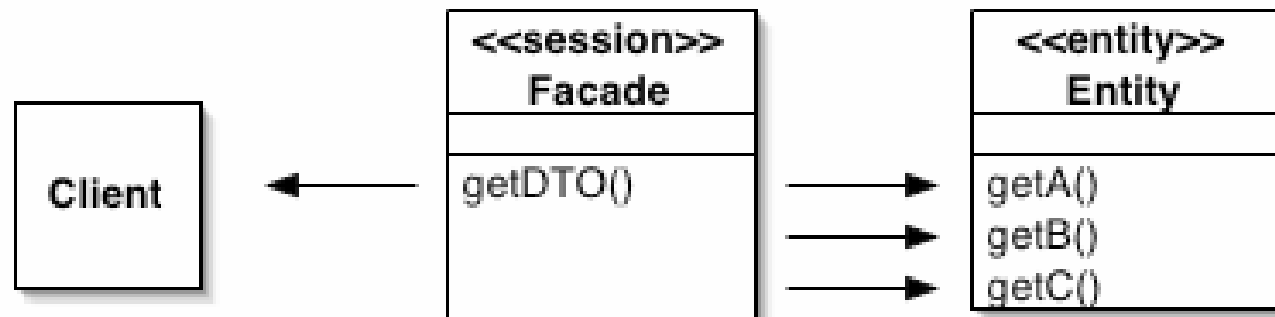 Client
<<session>>
Facade
getDTO()
<<entity>>
Entity
getA()
getB()
getC()